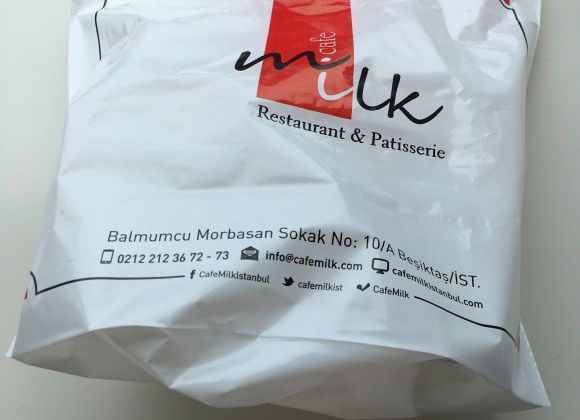 cafe
milk
Restaurant & Patisserie
Balmumcu Morbasan Sokak No: 10/A Beşiktaş/İST.
0212 212 36 72 - 73 info@cafemilk.com cafemilkistanbul.com
CafeMilkistanbul cafemilkist CafeMilk